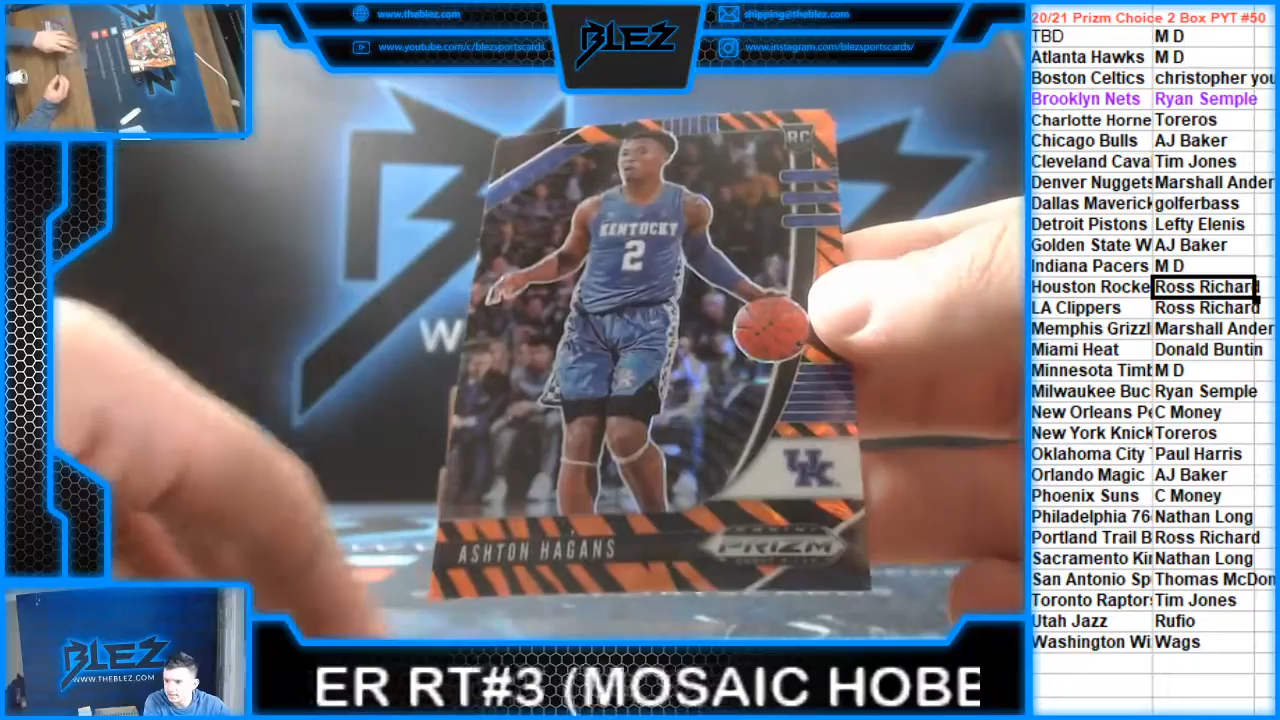 www.theblez.com
www.youtube.com/c/blezsportscards
BLEZ
shipping@theblez.com
www.instagram.com/blezsportscards/
RC
KENTUCKY
2
UK
ASHTON HAGANS
PANINI
PRIZM
W
BLEZ
WWW.THEBLEZ.COM
ER RT#3 (MOSAIC HOBB
20/21 Prizm Choice 2 Box PYT #50
TBD M D
Atlanta Hawks M D
Boston Celtics christopher you
Brooklyn Nets Ryan Semple
Charlotte Horne Toreros
Chicago Bulls AJ Baker
Cleveland Cava Tim Jones
Denver Nuggets Marshall Ander
Dallas Maverick golferbass
Detroit Pistons Lefty Elenis
Golden State W AJ Baker
Indiana Pacers M D
Houston Rocke Ross Richard
LA Clippers Ross Richard
Memphis Grizzl Marshall Ander
Miami Heat Donald Buntin
Minnesota Timb M D
Milwaukee Buc Ryan Semple
New Orleans Pe C Money
New York Knick Toreros
Oklahoma City T Paul Harris
Orlando Magic AJ Baker
Phoenix Suns C Money
Philadelphia 76 Nathan Long
Portland Trail B Ross Richard
Sacramento Kin Nathan Long
San Antonio Sp Thomas McDon
Toronto Raptors Tim Jones
Utah Jazz Rufio
Washington Wi Wags